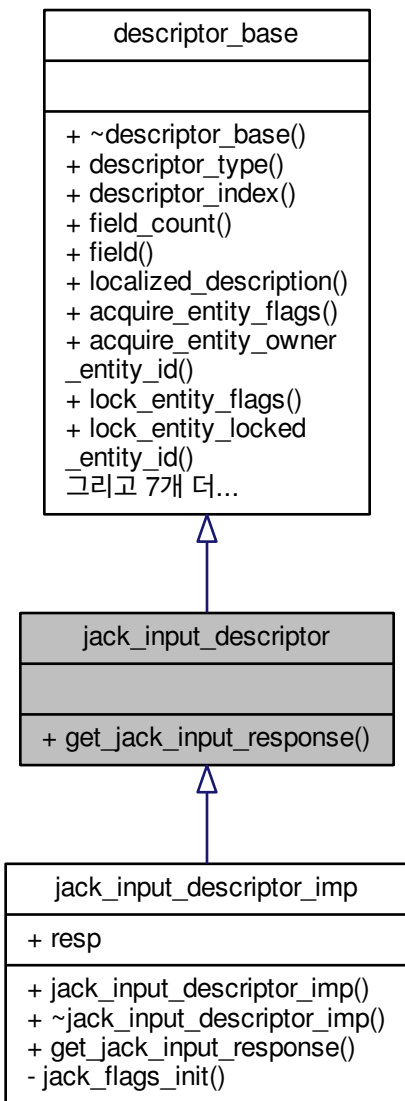 descriptor_base
+ ~descriptor_base()
+ descriptor_type()
+ descriptor_index()
+ field_count()
+ field()
+ localized_description()
+ acquire_entity_flags()
+ acquire_entity_owner
_entity_id()
+ lock_entity_flags()
+ lock_entity_locked
_entity_id()
그리고 7개 더...
jack_input_descriptor
+ get_jack_input_response()
jack_input_descriptor_imp
+ resp
+ jack_input_descriptor_imp()
+ ~jack_input_descriptor_imp()
+ get_jack_input_response()
- jack_flags_init()